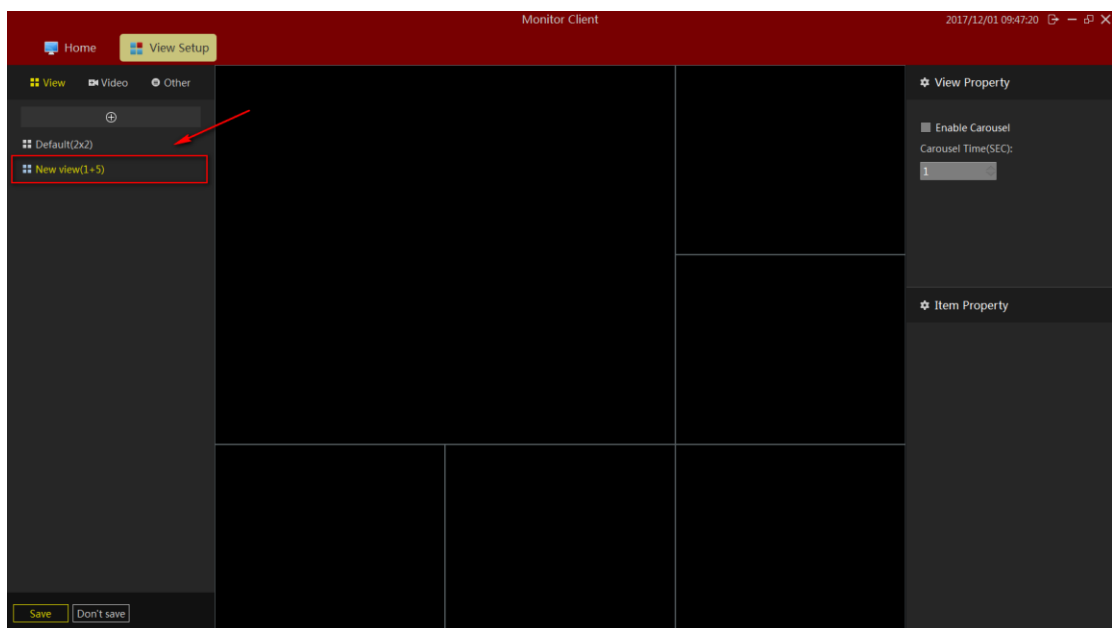 Monitor Client
2017/12/01 09:47:20
Home
View Setup
View
Video
Other
Default(2x2)
New view(1+5)
Save
Don't save
View Property
Enable Carousel
Carousel Time(SEC):
1
Item Property